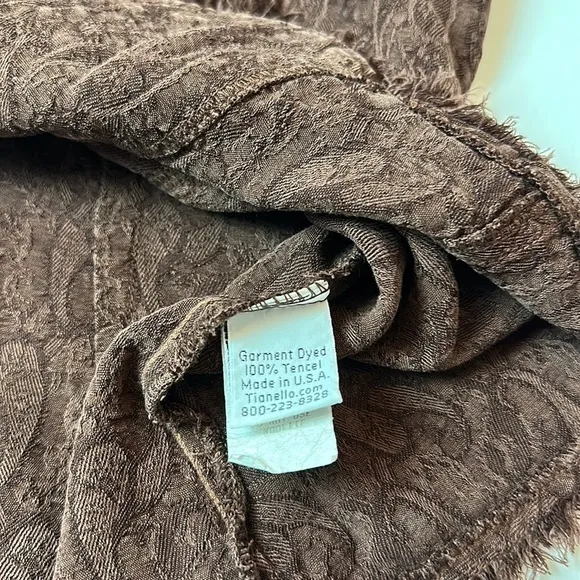 Garment Dyed
100% Tencel
Made in U.S.A.
Tianello.com
800-223-8329